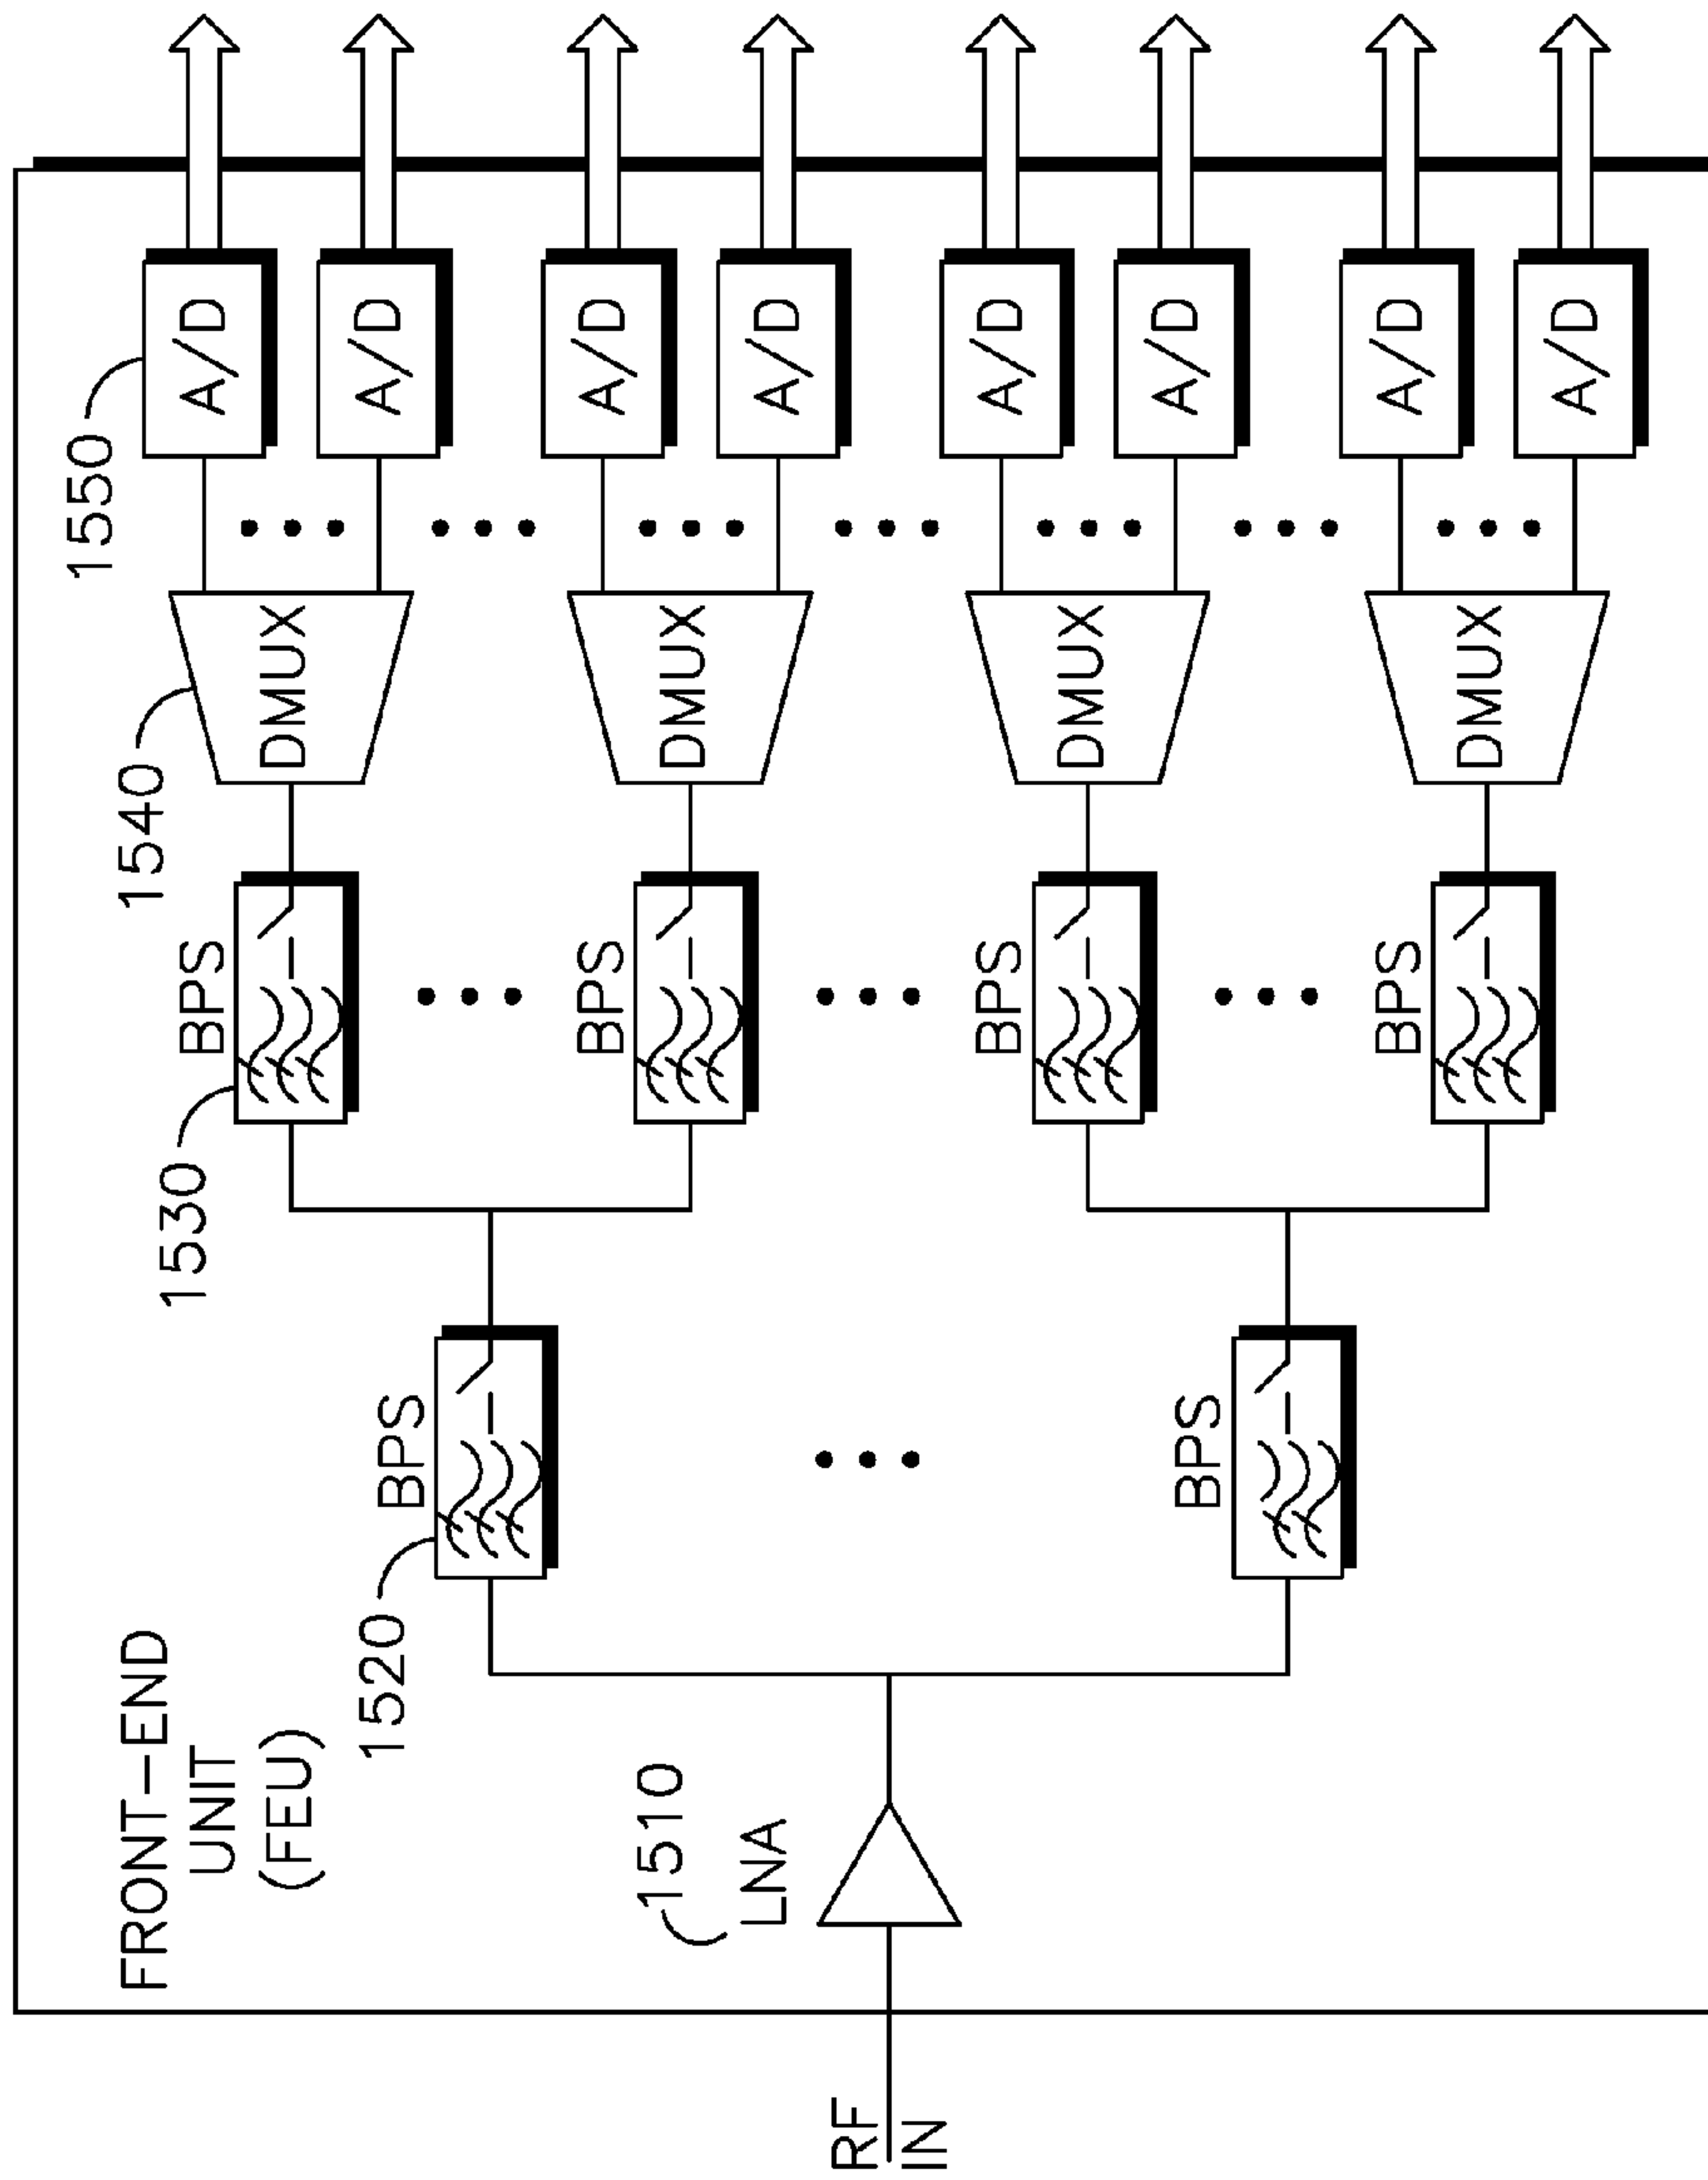 FRONT-END
UNIT
(FEU)
RF
IN
1510
LNA
1520
BPS
BPS
1530
BPS
BPS
BPS
BPS
1540
DMUX
DMUX
DMUX
DMUX
1550
A/D
A/D
A/D
A/D
A/D
A/D
A/D
A/D